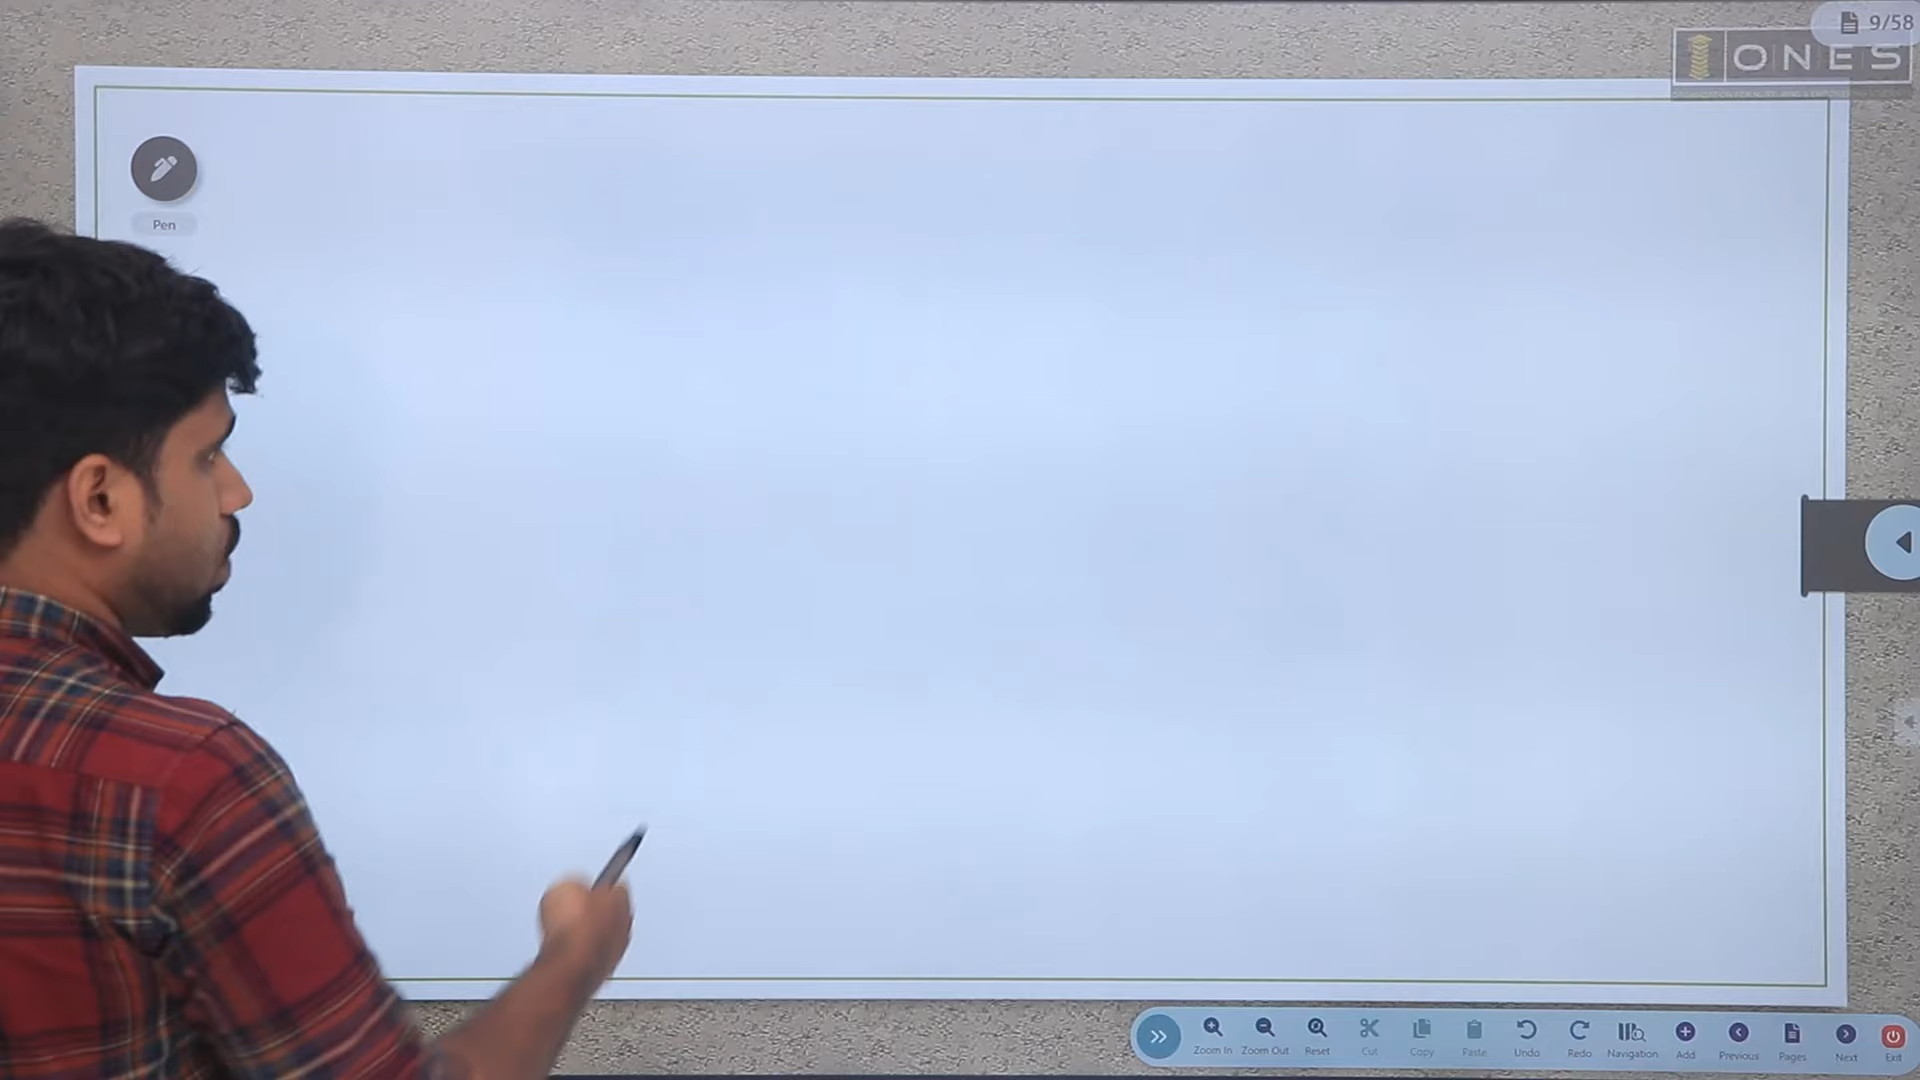 9/58
ONES
Pen
Zoom In Zoom Out Reset Cut Copy Paste Undo Redo Navigation Add Previous Pages Next Exit